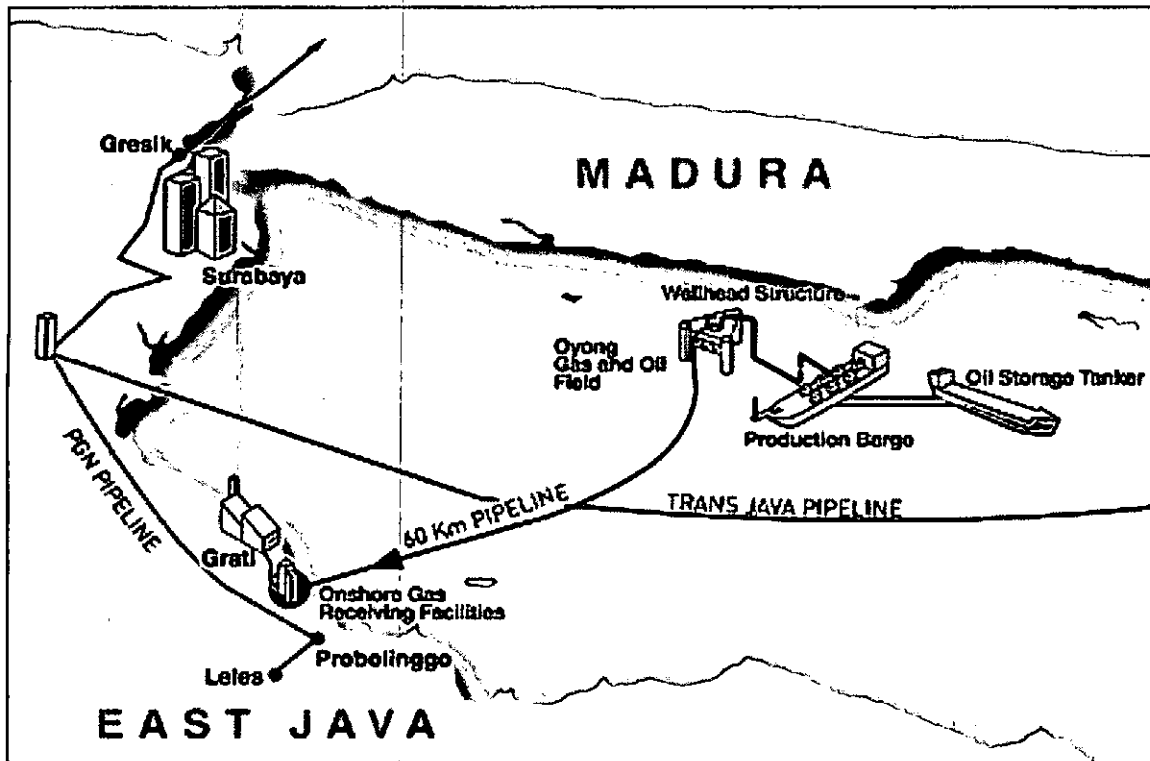 Gresik
MADURA
Surabaya
Wellhead Structure
Oyong
Gas and Oil
Field
Oil Storage Tanker
Production Barge
PGN PIPELINE
60 Km PIPELINE
TRANS JAVA PIPELINE
Grati
Onshore Gas
Receiving Facilities
Probolinggo
Leles
EAST JAVA